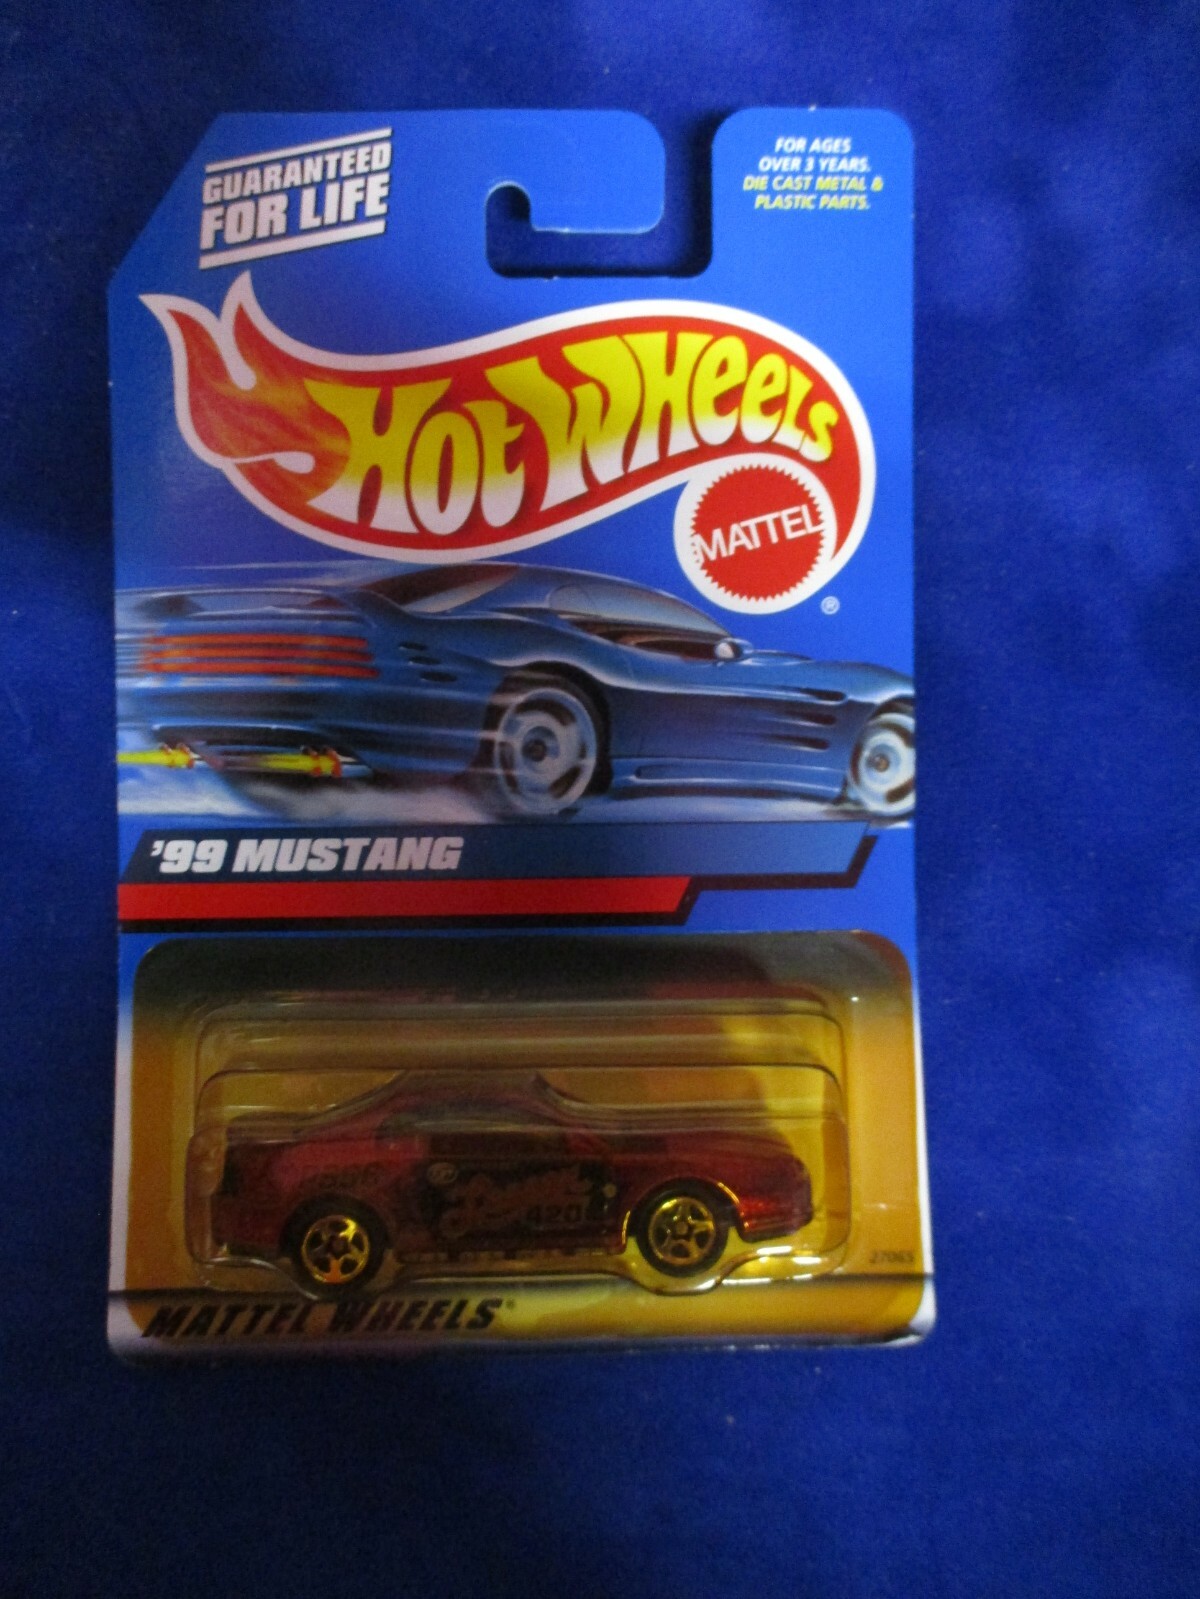 GUARANTEED
FOR LIFE
FOR AGES
OVER 3 YEARS.
DIE CAST METAL &
PLASTIC PARTS.
Hot Wheels
MATTEL
®
'99 MUSTANG
420
27065
MATTEL WHEELS®